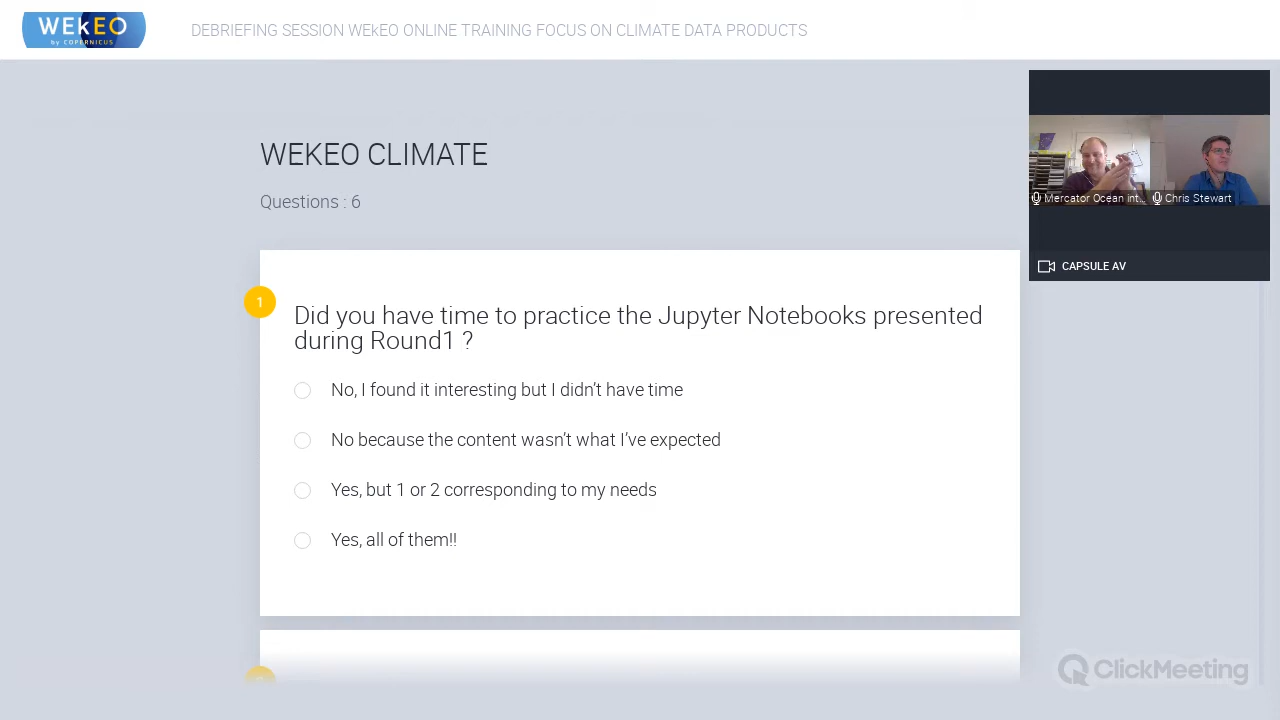 WEkEO
by COPERNICUS
DEBRIEFING SESSION WEkEO ONLINE TRAINING FOCUS ON CLIMATE DATA PRODUCTS
WEKEO CLIMATE
Questions : 6
Mercator Ocean int...
Chris Stewart
CAPSULE AV
1
Did you have time to practice the Jupyter Notebooks presented
during Round1 ?
No, I found it interesting but I didn’t have time
No because the content wasn’t what I’ve expected
Yes, but 1 or 2 corresponding to my needs
Yes, all of them!!
ClickMeeting